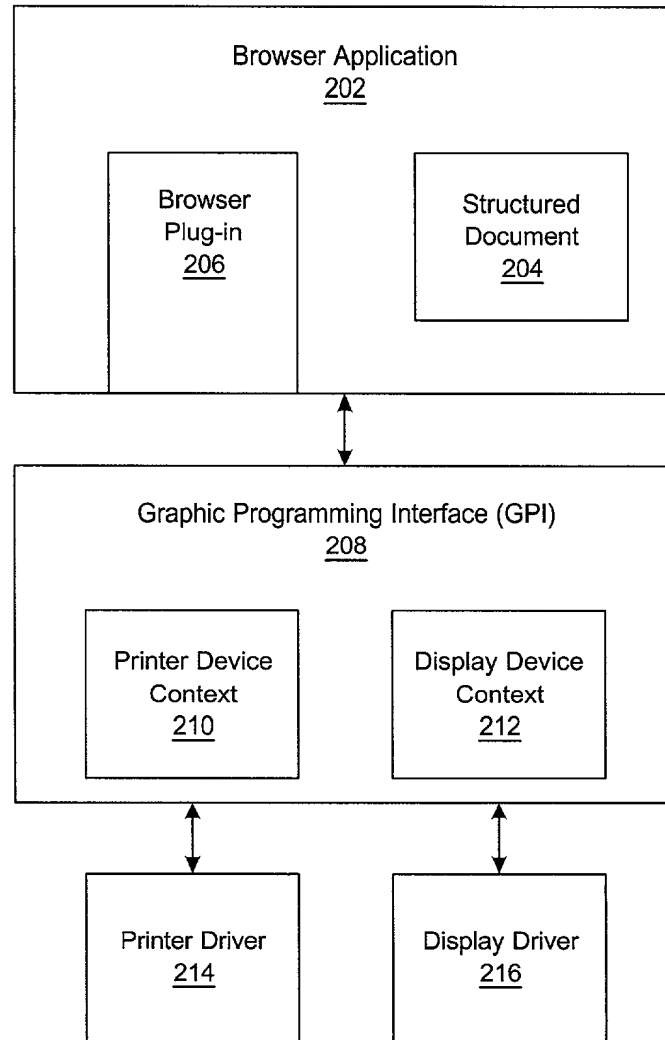 Browser Application
202
Browser
Plug-in
206
Structured
Document
204
Graphic Programming Interface (GPI)
208
Printer Device
Context
210
Display Device
Context
212
Printer Driver
214
Display Driver
216